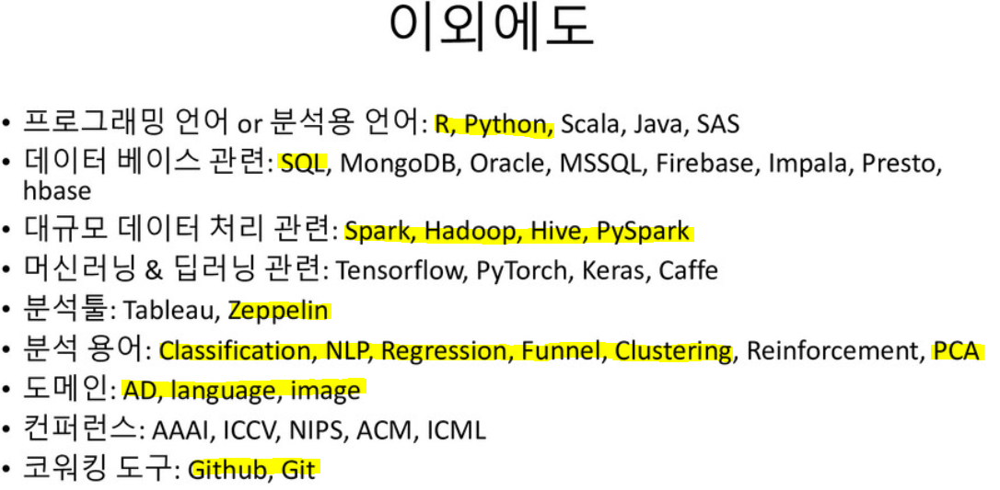 이외에도
• 프로그래밍 언어 or 분석용 언어: R, Python, Scala, Java, SAS
• 데이터 베이스 관련: SQL, MongoDB, Oracle, MSSQL, Firebase, Impala, Presto,
hbase
• 대규모 데이터 처리 관련: Spark, Hadoop, Hive, PySpark
• 머신러닝 & 딥러닝 관련: Tensorflow, PyTorch, Keras, Caffe
• 분석툴: Tableau, Zeppelin
• 분석 용어: Classification, NLP, Regression, Funnel, Clustering, Reinforcement, PCA
• 도메인: AD, language, image
• 컨퍼런스: AAAI, ICCV, NIPS, ACM, ICML
• 코워킹 도구: Github, Git